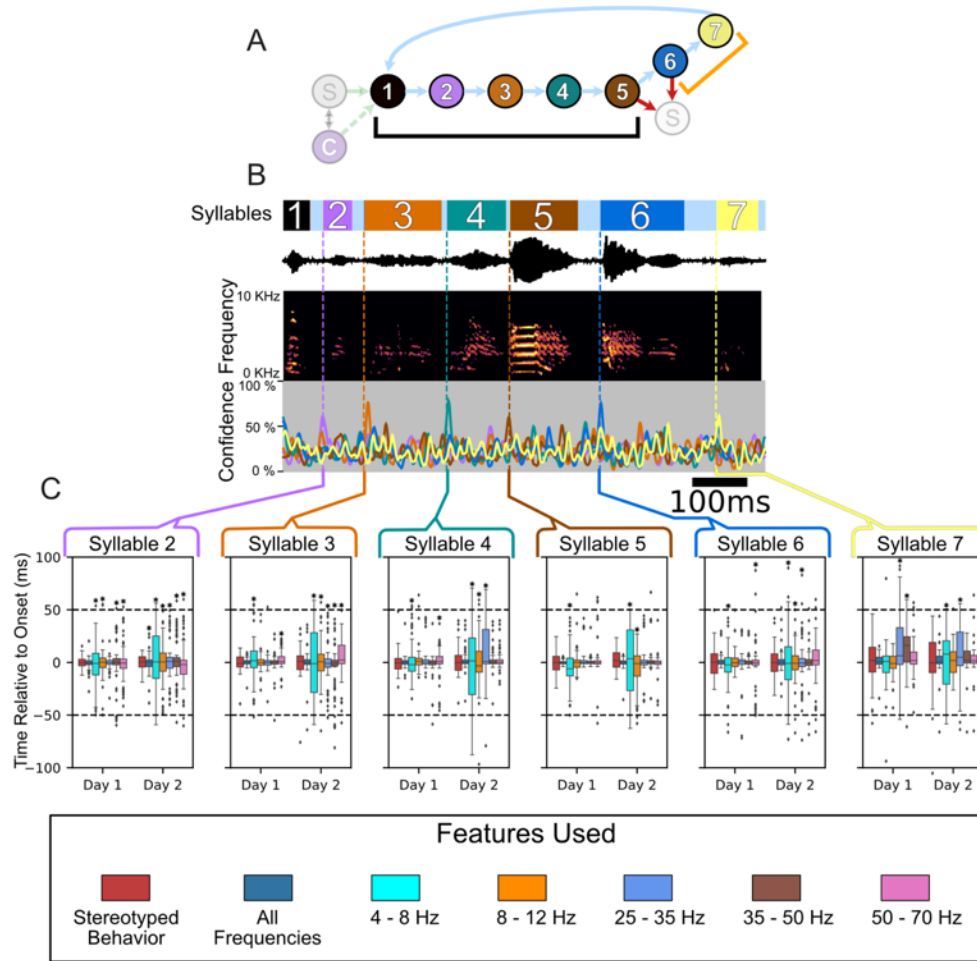 A
7
6
S 1 2 3 4 5 S
C
B
Syllables 1 2 3 4 5 6 7
10 KHz
Frequency
0 KHz
100 %
Confidence
50 %
0 %
100ms
C
Syllable 2 Syllable 3 Syllable 4 Syllable 5 Syllable 6 Syllable 7
Time Relative to Onset (ms)
100
50
0
−50
−100
Day 1 Day 2 Day 1 Day 2 Day 1 Day 2 Day 1 Day 2 Day 1 Day 2 Day 1 Day 2
Features Used
Stereotyped All 4 - 8 Hz 8 - 12 Hz 25 - 35 Hz 35 - 50 Hz 50 - 70 Hz
Behavior Frequencies